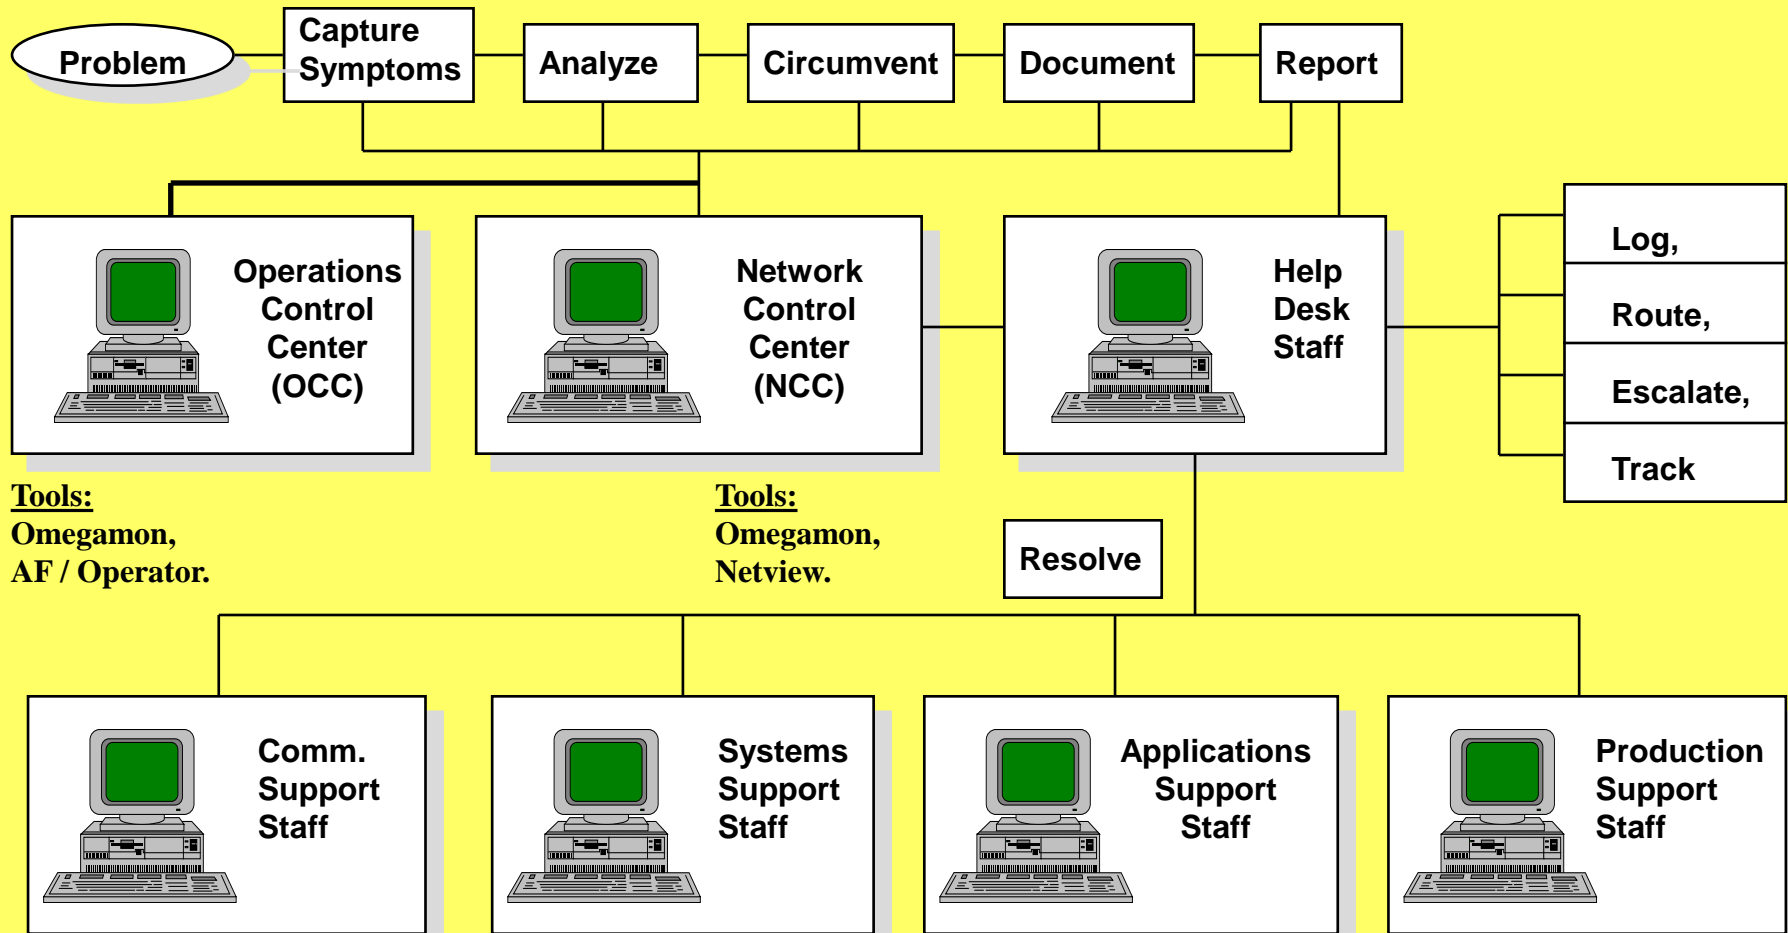 Problem
Capture
Symptoms
Analyze
Circumvent
Document
Report
Operations
Control
Center
(OCC)
Network
Control
Center
(NCC)
Help
Desk
Staff
Log,
Route,
Escalate,
Track
Tools:
Omegamon,
AF / Operator.
Tools:
Omegamon,
Netview.
Resolve
Comm.
Support
Staff
Systems
Support
Staff
Applications
Support
Staff
Production
Support
Staff